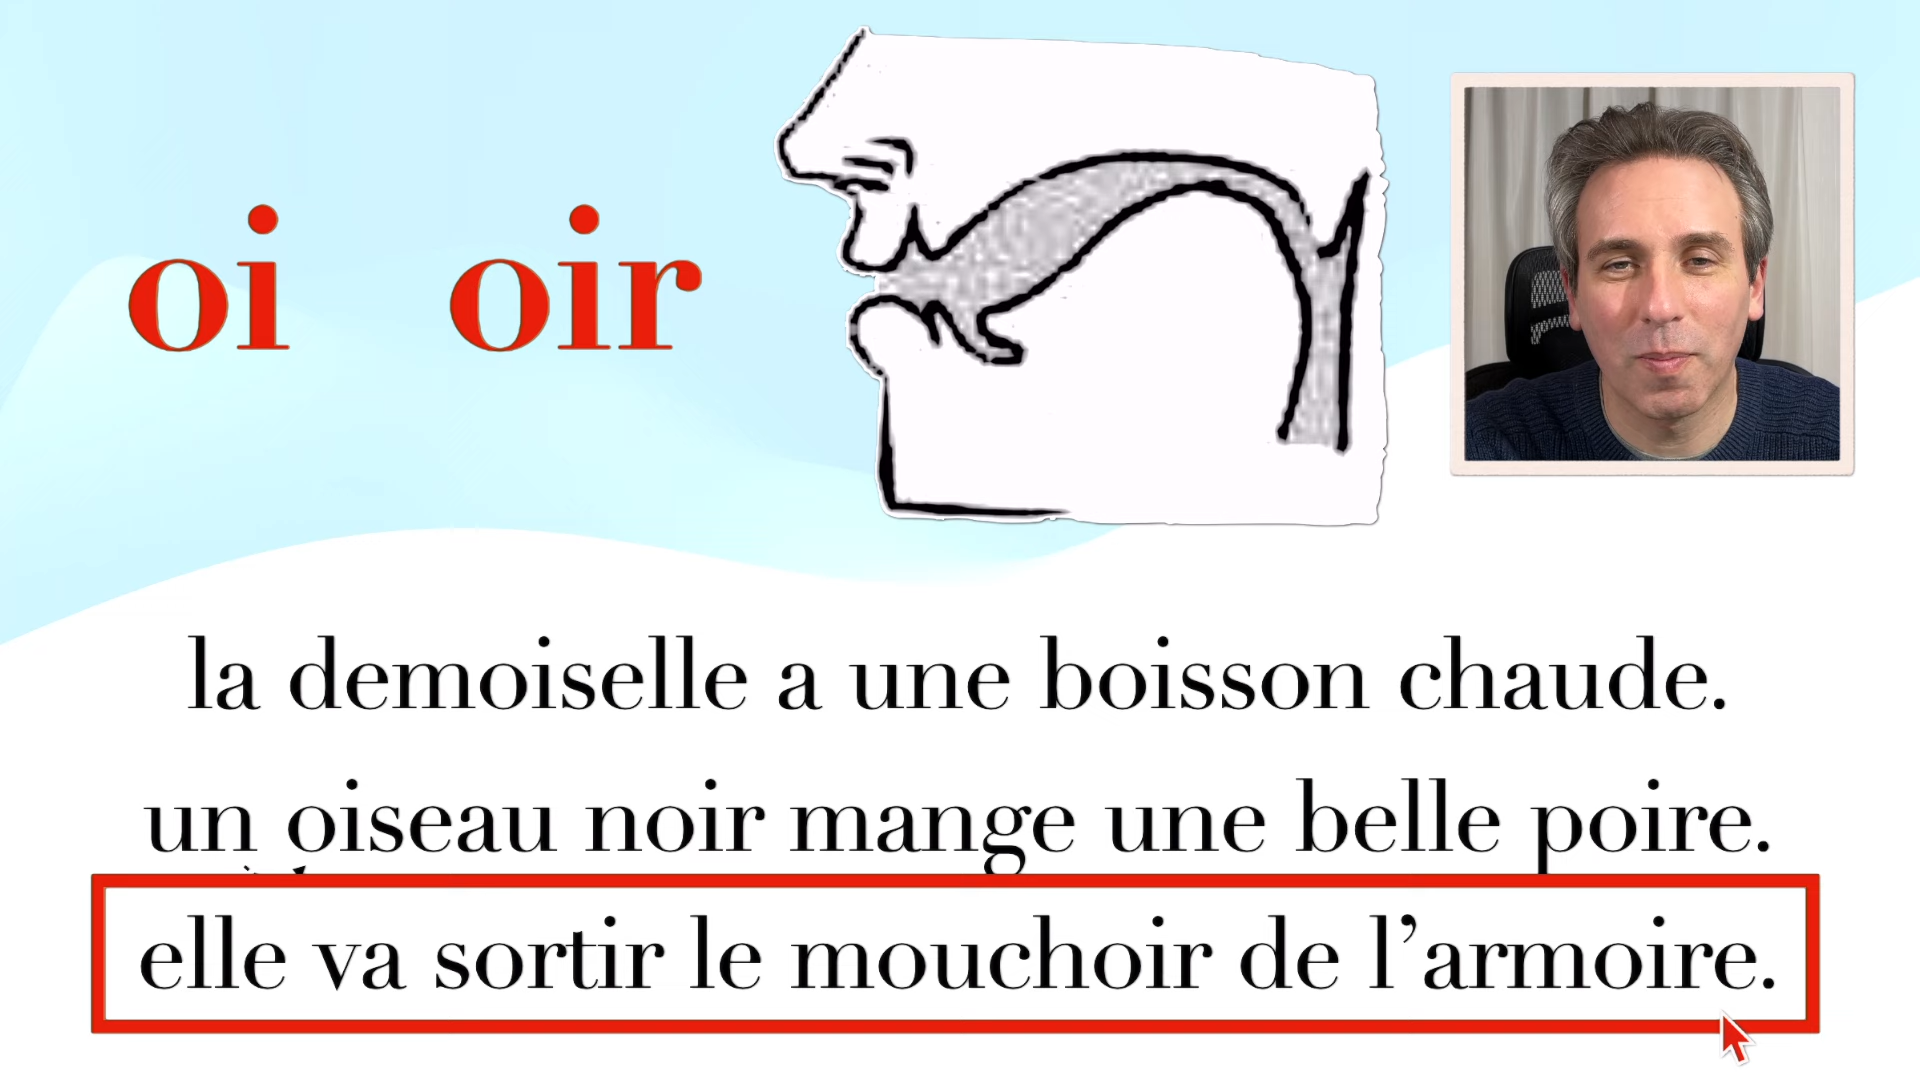 oi oir
la demoiselle a une boisson chaude.
un oiseau noir mange une belle poire.
elle va sortir le mouchoir de l’armoire.